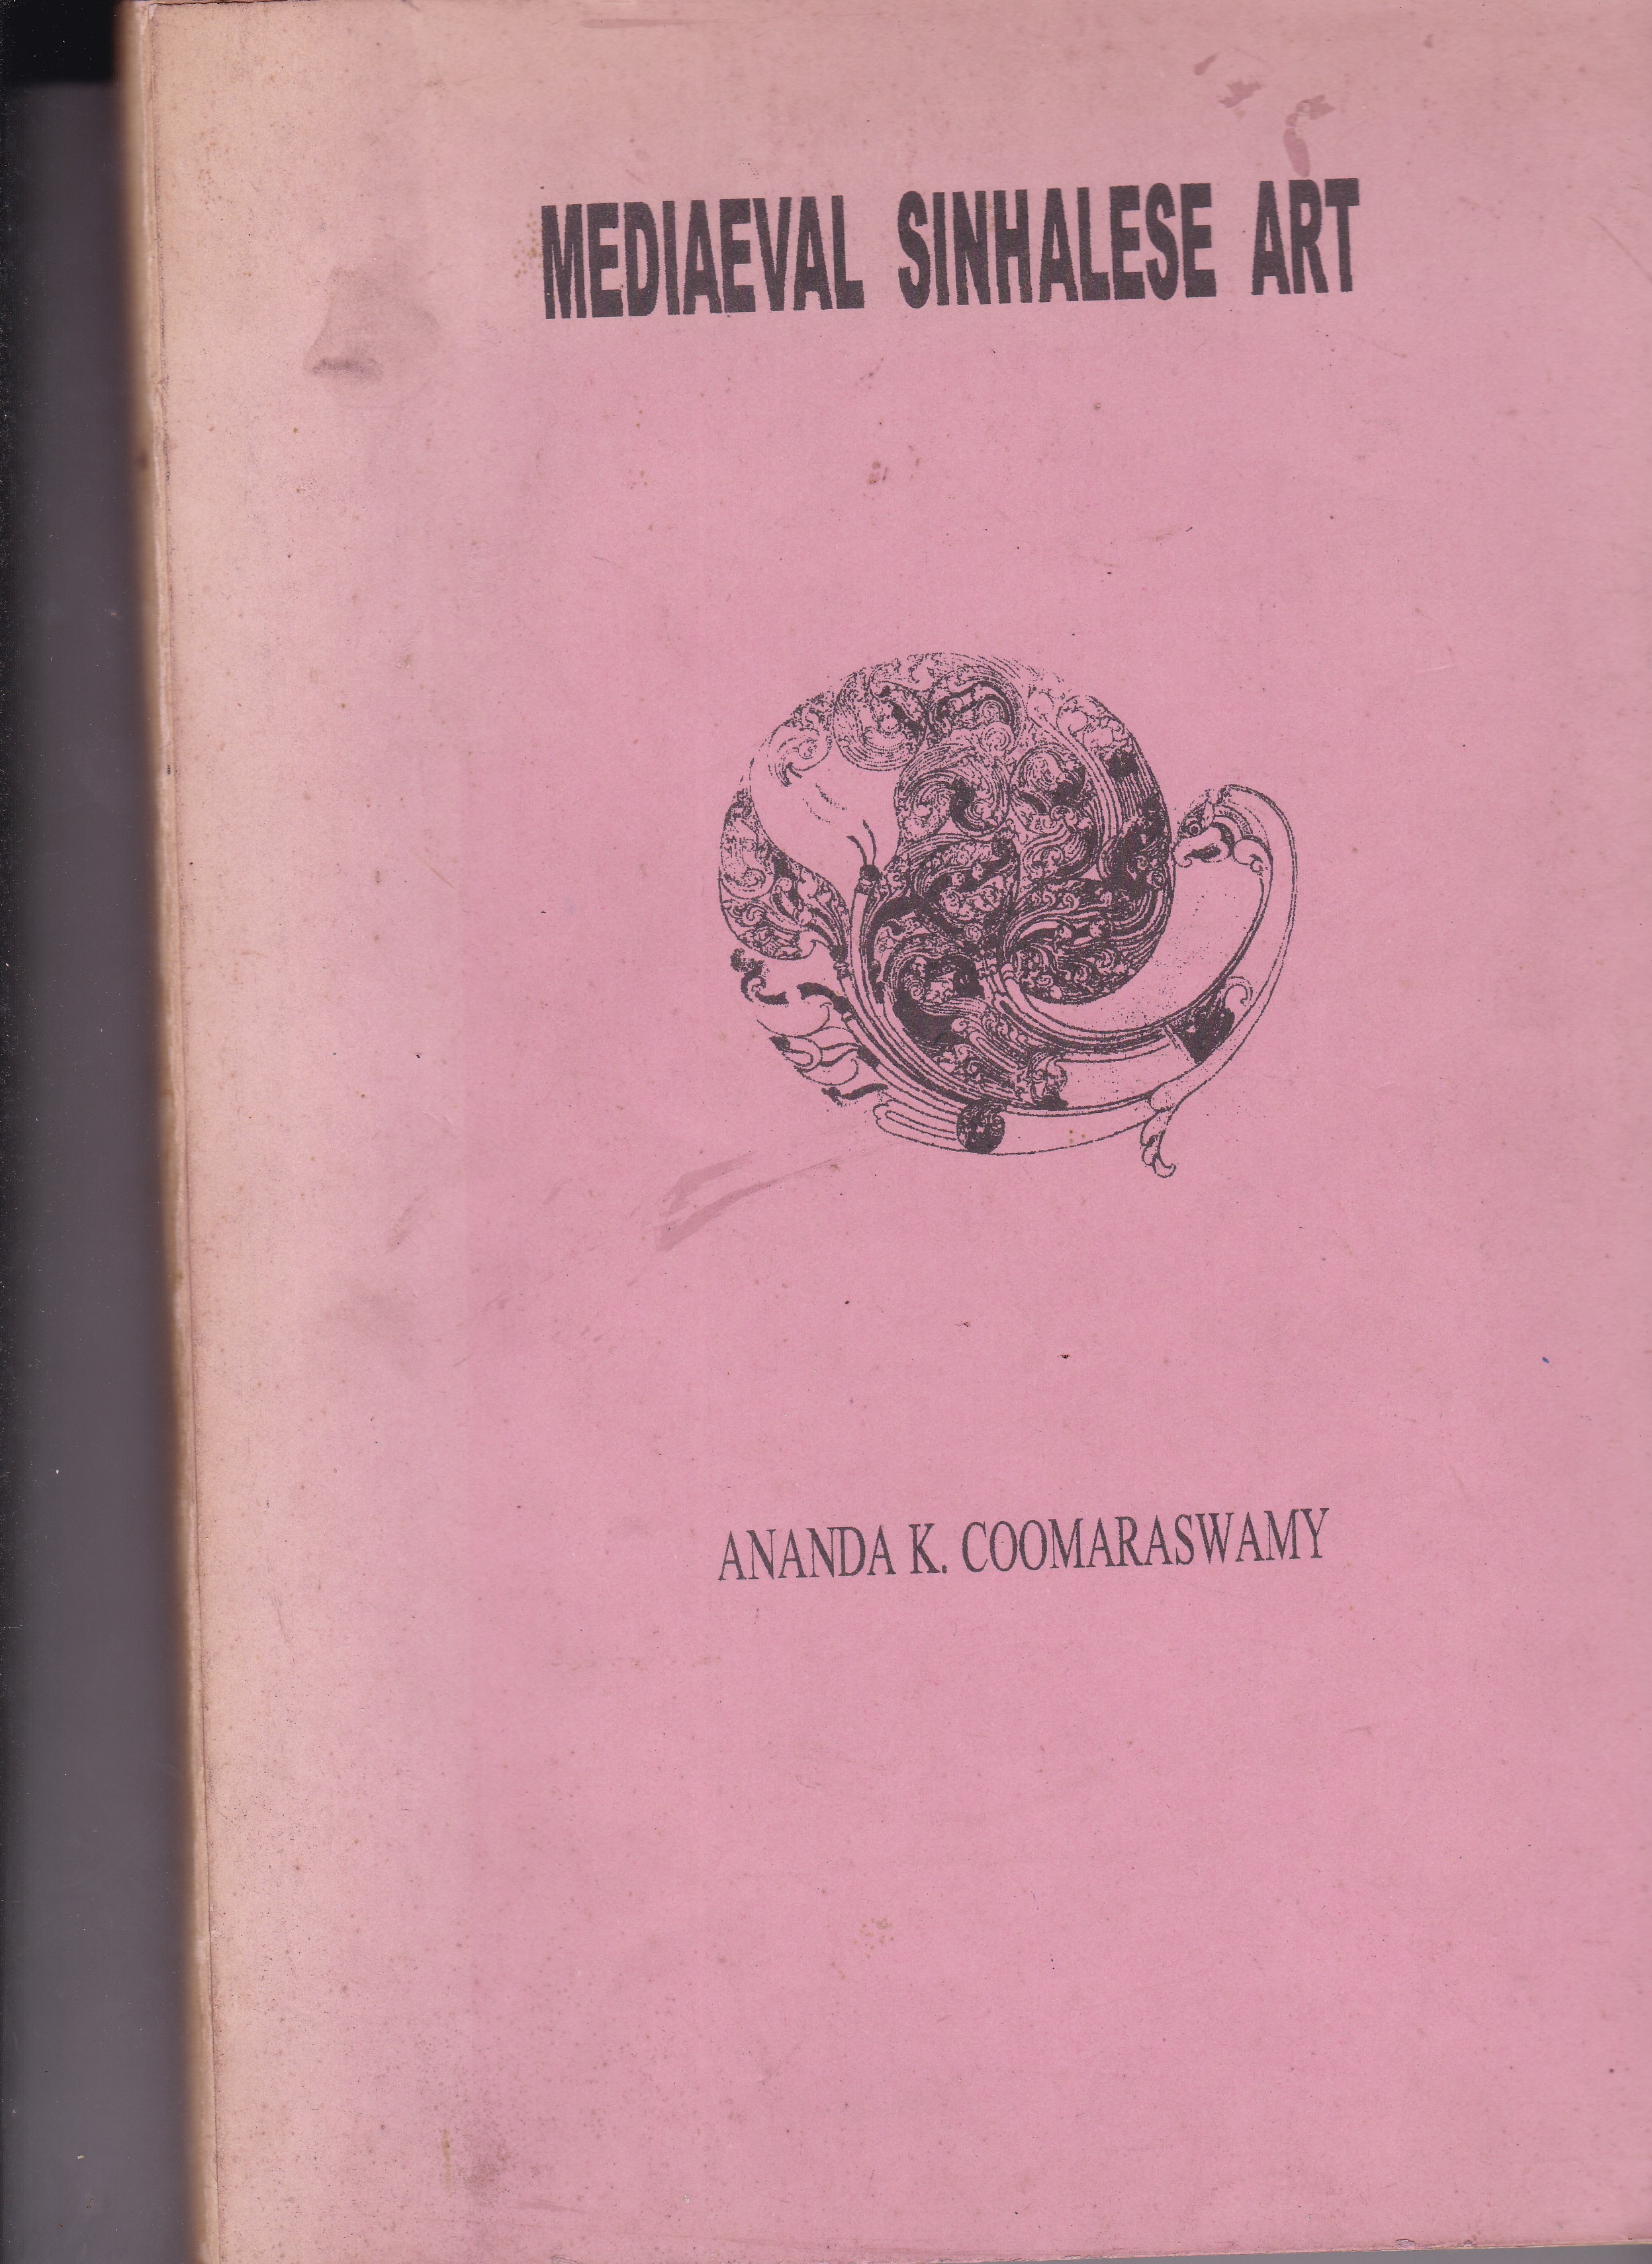 MEDIAEVAL SINHALESE ART
ANANDA K. COOMARASWAMY